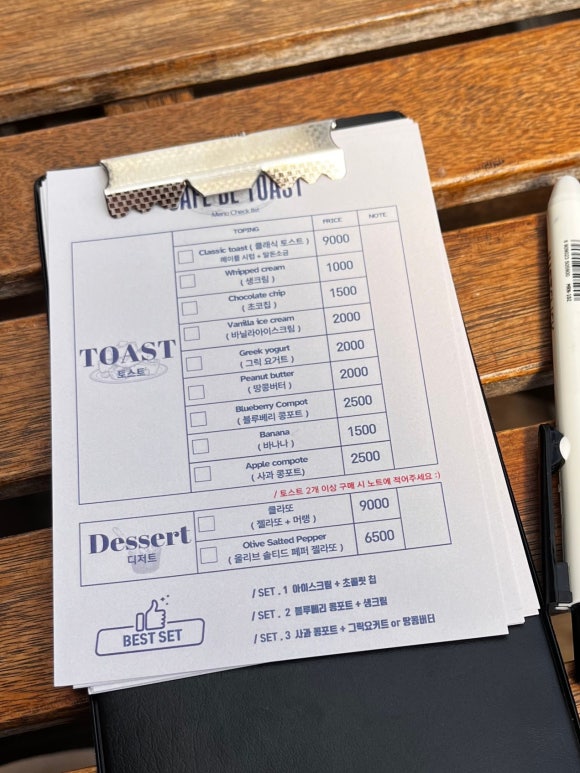 CAFE DE TOAST
Menu Check list
TOPING PRICE NOTE
TOAST
토스트
Classic toast ( 클래식 토스트 ) 9000
메이플 시럽 + 말돈소금
Whipped cream 1000
( 생크림 )
Chocolate chip 1500
( 초코칩 )
Vanilla ice cream 2000
( 바닐라아이스크림 )
Greek yogurt 2000
( 그릭 요거트 )
Peanut butter 2000
( 땅콩버터 )
Blueberry Compot 2500
( 블루베리 콩포트 )
Banana 1500
( 바나나 )
Apple compote 2500
( 사과 콩포트)
/ 토스트 2개 이상 구매 시 노트에 적어주세요 :)
Dessert
디저트
클라또 9000
( 젤라또 + 머랭 )
Olive Salted Pepper 6500
( 올리브 솔티드 페퍼 젤라또 )
BEST SET
/ SET . 1 아이스크림 + 초콜릿 칩
/ SET . 2 블루베리 콩포트 + 생크림
/ SET . 3 사과 콩포트 + 그릭요거트 or 땅콩버터